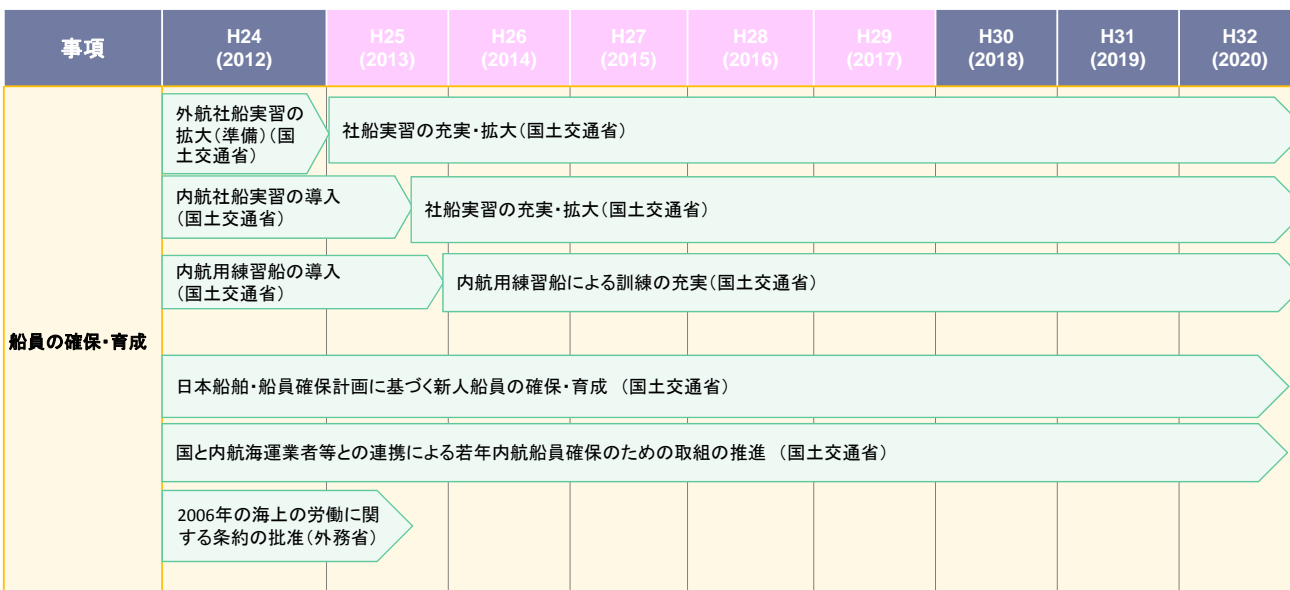 事項
H24
(2012)
H25
(2013)
H26
(2014)
H27
(2015)
H28
(2016)
H29
(2017)
H30
(2018)
H31
(2019)
H32
(2020)
船員の確保・育成
外航社船実習の
拡大(準備)(国
土交通省)
社船実習の充実・拡大(国土交通省)
内航社船実習の導入
(国土交通省)
社船実習の充実・拡大(国土交通省)
内航用練習船の導入
(国土交通省)
内航用練習船による訓練の充実(国土交通省)
日本船舶・船員確保計画に基づく新人船員の確保・育成 (国土交通省)
国と内航海運業者等との連携による若年内航船員確保のための取組の推進 (国土交通省)
2006年の海上の労働に関
する条約の批准(外務省)